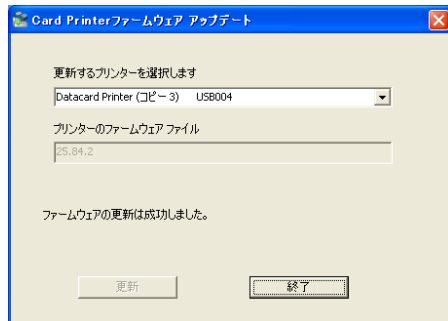 Card Printerファームウェア アップデート
更新するプリンターを選択します
Datacard Printer (コピー 3) USB004
プリンターのファームウェア ファイル
25.84.2
ファームウェアの更新は成功しました。
更新 終了